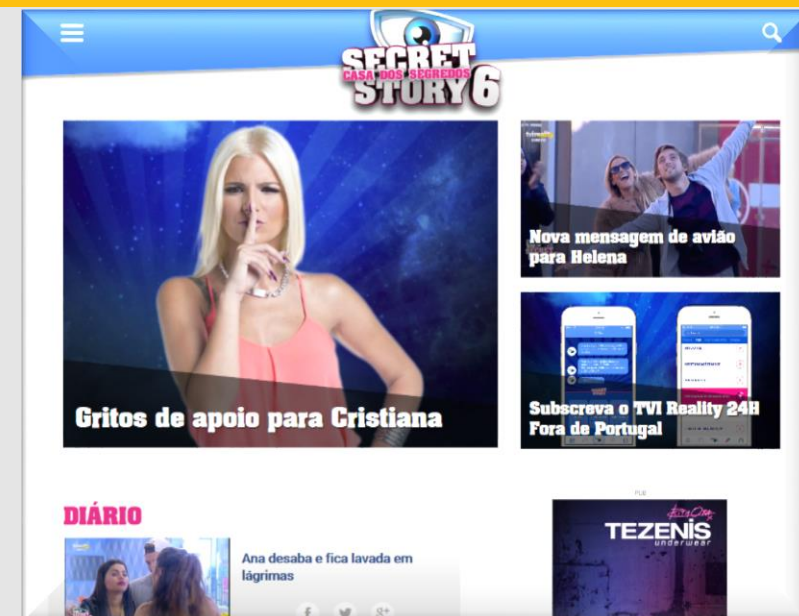 SECRET
CASA DOS SEGREDOS
STORY 6
Gritos de apoio para Cristiana
Nova mensagem de avião
para Helena
Subscreva o TVI Reality 24H
Fora de Portugal
DIÁRIO
Ana desaba e fica lavada em
lágrimas
PUB
TEZENIS
underwear